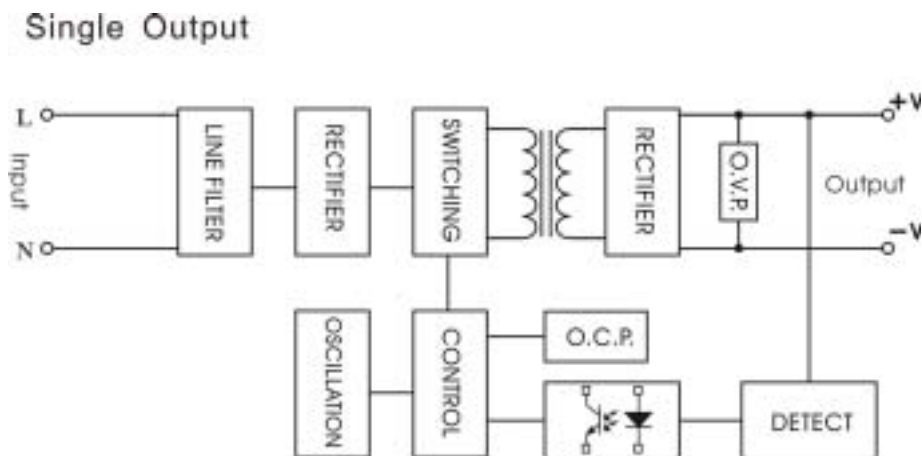 Single Output
L
Input
N
LINE FILTER
RECTIFIER
SWITCHING
RECTIFIER
O.V.P.
+V
Output
-V
OSCILLATION
CONTROL
O.C.P.
DETECT